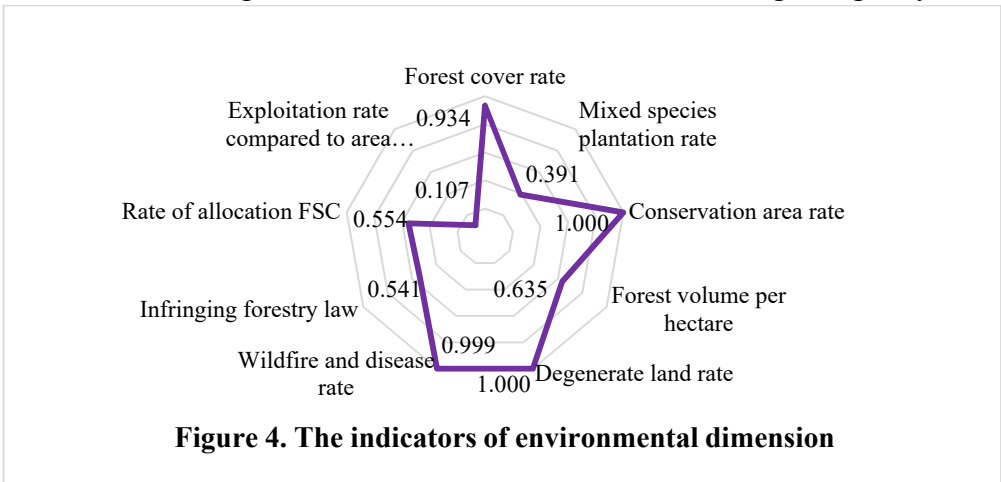 Forest cover rate
0.934
Mixed species
plantation rate
0.391
Conservation area rate
1.000
Forest volume per
hectare
0.635
Degenerate land rate
1.000
Wildfire and disease
rate
0.999
Infringing forestry law
0.541
Rate of allocation FSC
0.554
Exploitation rate
compared to area…
0.107
Figure 4. The indicators of environmental dimension